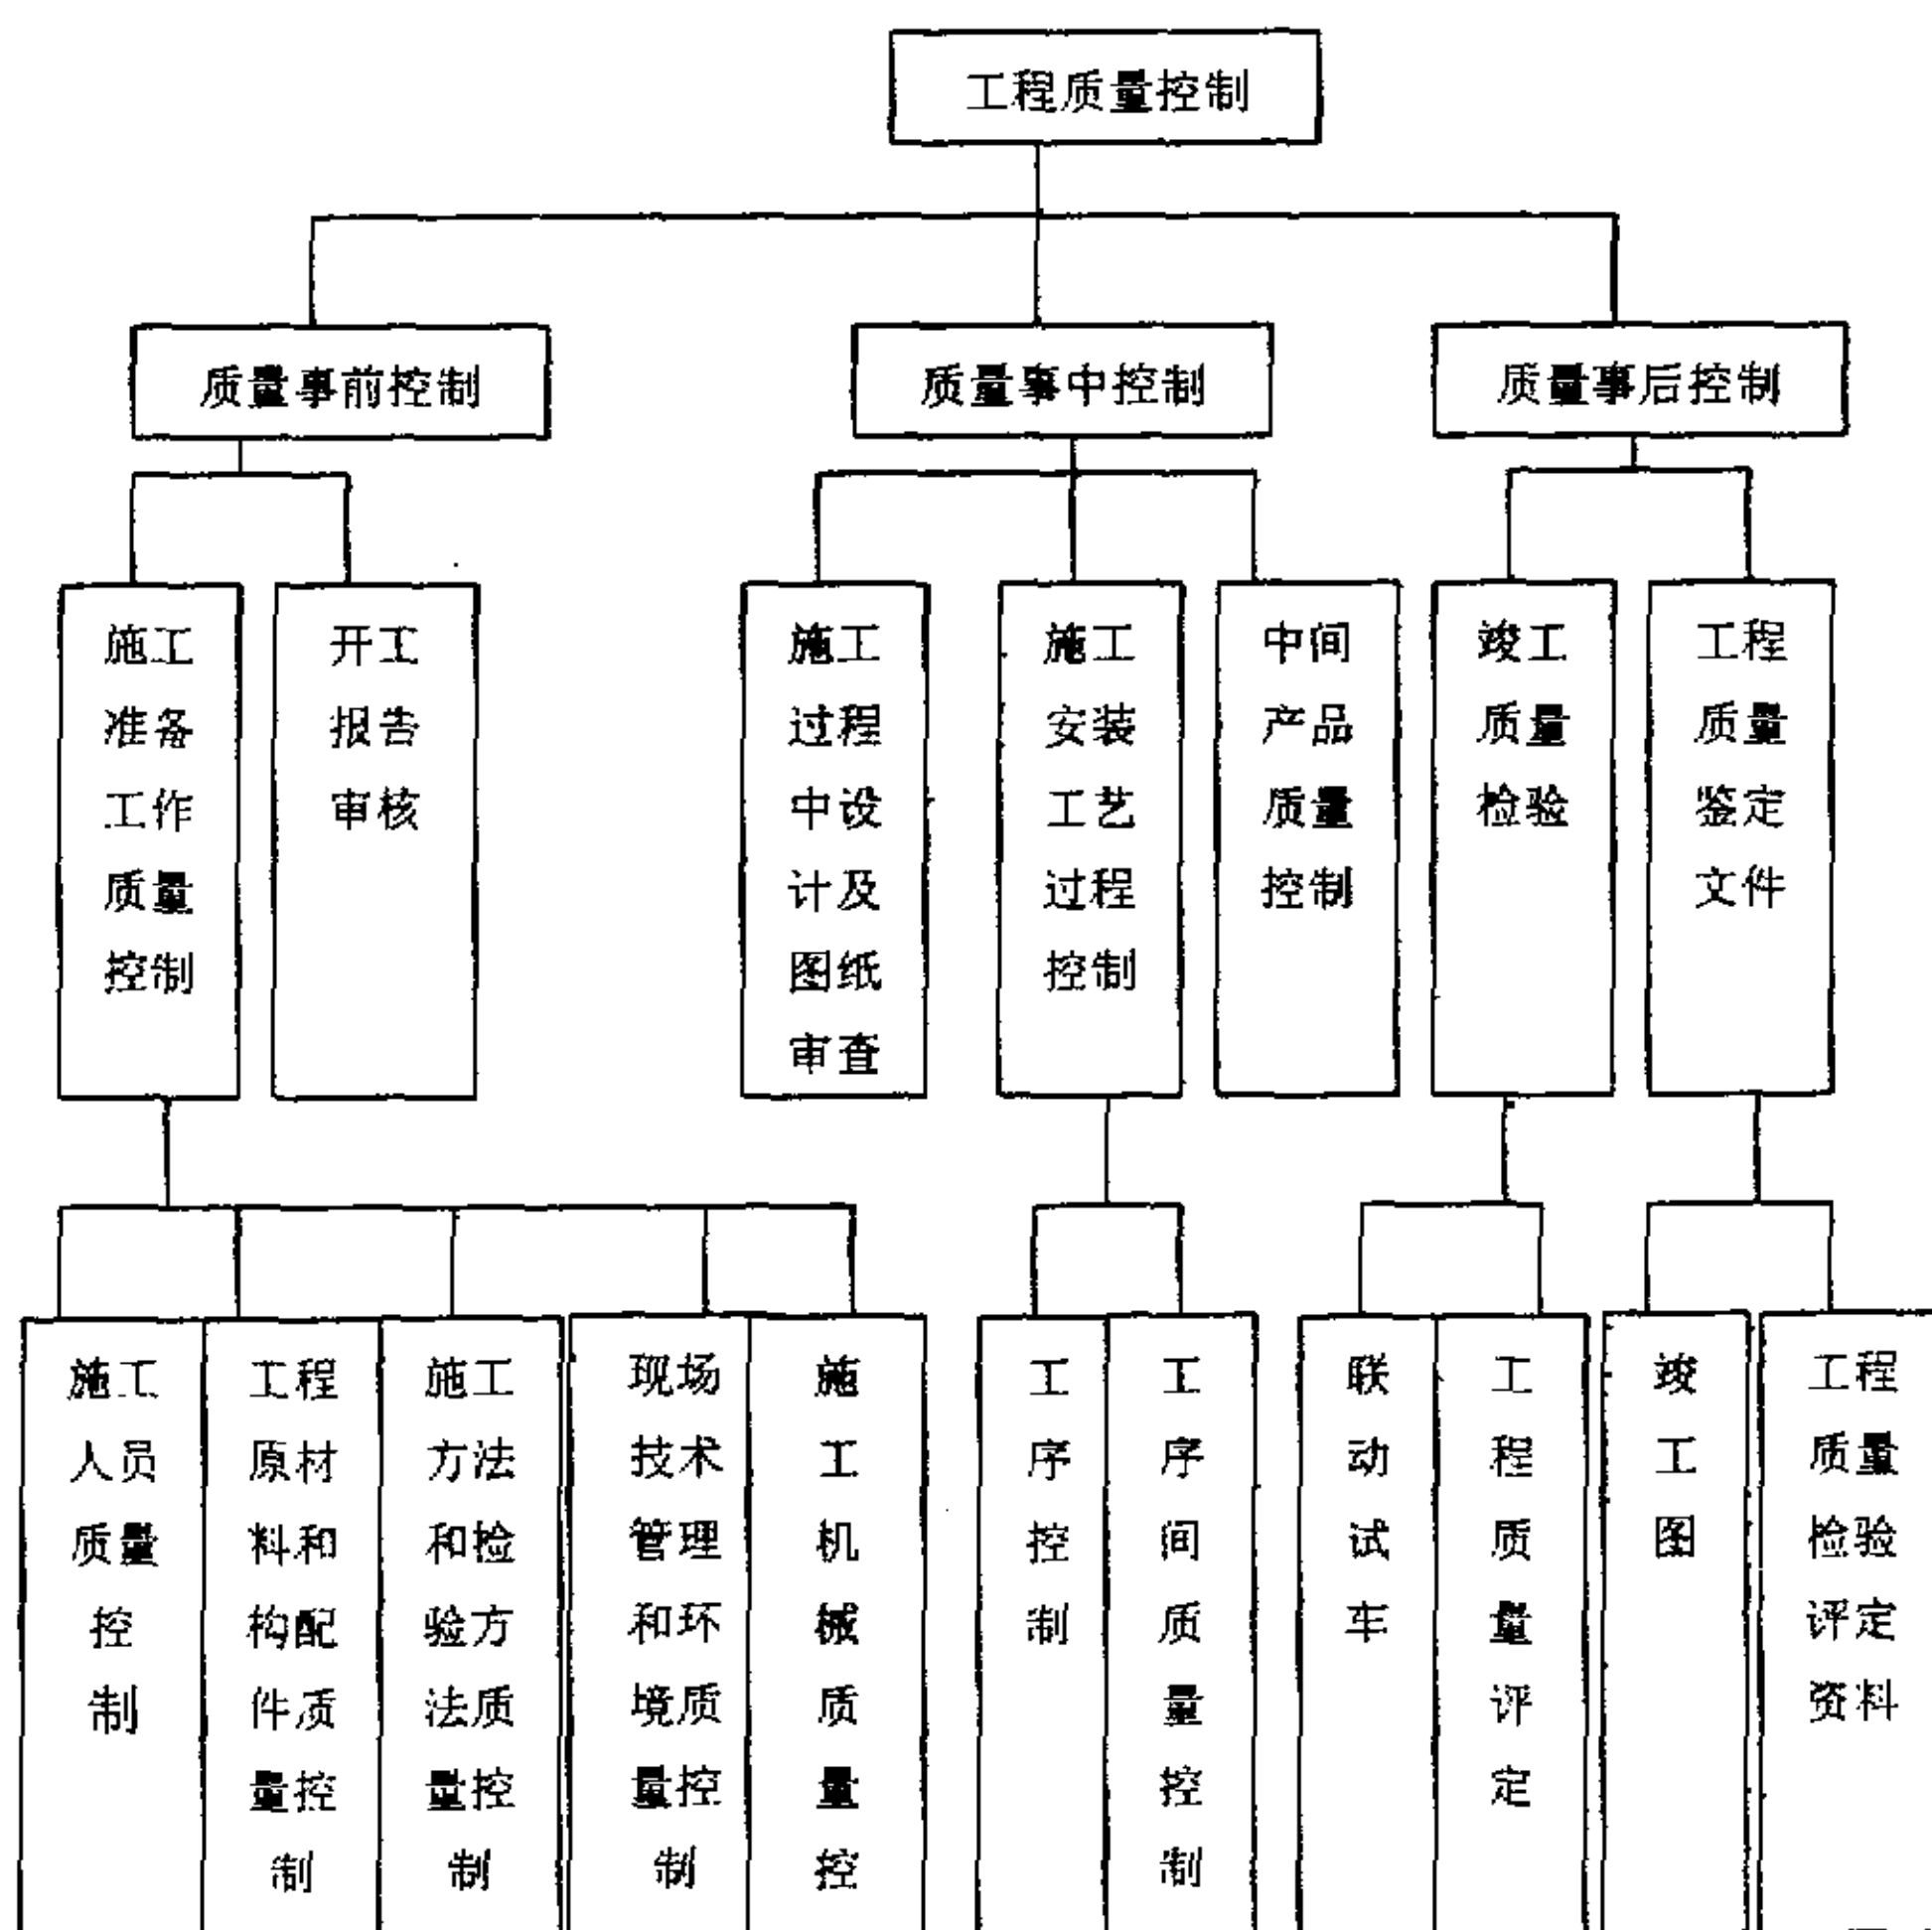 工程质量控制
质量事前控制
质量事中控制
质量事后控制
施工
准备
工作
质量
控制
开工
报告
审核
施工
过程
中设
计及
图纸
审查
施工
安装
工艺
过程
控制
中间
产品
质量
控制
竣工
质量
检验
工程
质量
鉴定
文件
施工
人员
质量
控
制
工程
原材
料和
构配
件质
量控
制
施工
方法
和检
验方
法质
量控
制
现场
技术
管理
和环
境质
量控
制
施
工
机
械
质
量
控
工
序
控
制
工
序
间
质
量
控
制
联
动
试
车
工
程
质
量
评
定
竣
工
图
工程
质量
检验
评定
资料